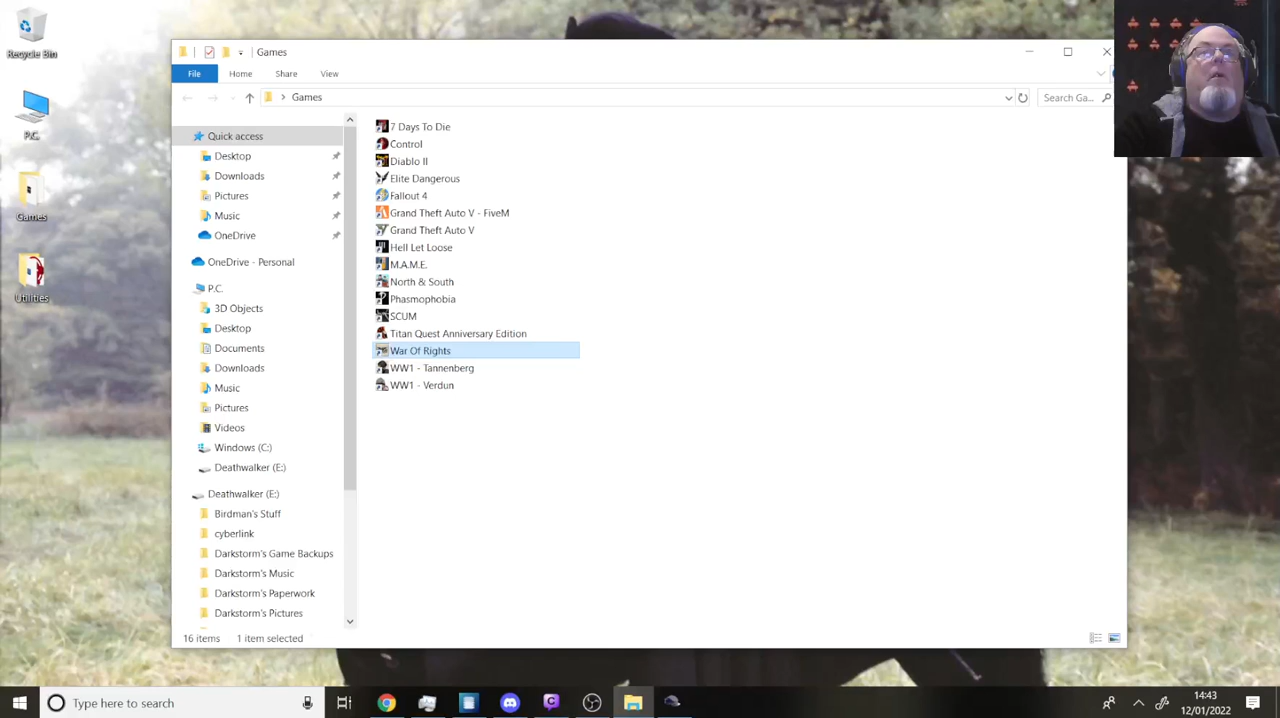 Recycle Bin
P.C.
Games
Utilities
Games
File
Home
Share
View
Games
Search Ga...
Quick access
Desktop
Downloads
Pictures
Music
OneDrive
OneDrive - Personal
P.C.
3D Objects
Desktop
Documents
Downloads
Music
Pictures
Videos
Windows (C:)
Deathwalker (E:)
Deathwalker (E:)
Birdman's Stuff
cyberlink
Darkstorm's Game Backups
Darkstorm's Music
Darkstorm's Paperwork
Darkstorm's Pictures
7 Days To Die
Control
Diablo II
Elite Dangerous
Fallout 4
Grand Theft Auto V - FiveM
Grand Theft Auto V
Hell Let Loose
M.A.M.E.
North & South
Phasmophobia
SCUM
Titan Quest Anniversary Edition
War Of Rights
WW1 - Tannenberg
WW1 - Verdun
16 items
1 item selected
Type here to search
14:43
12/01/2022